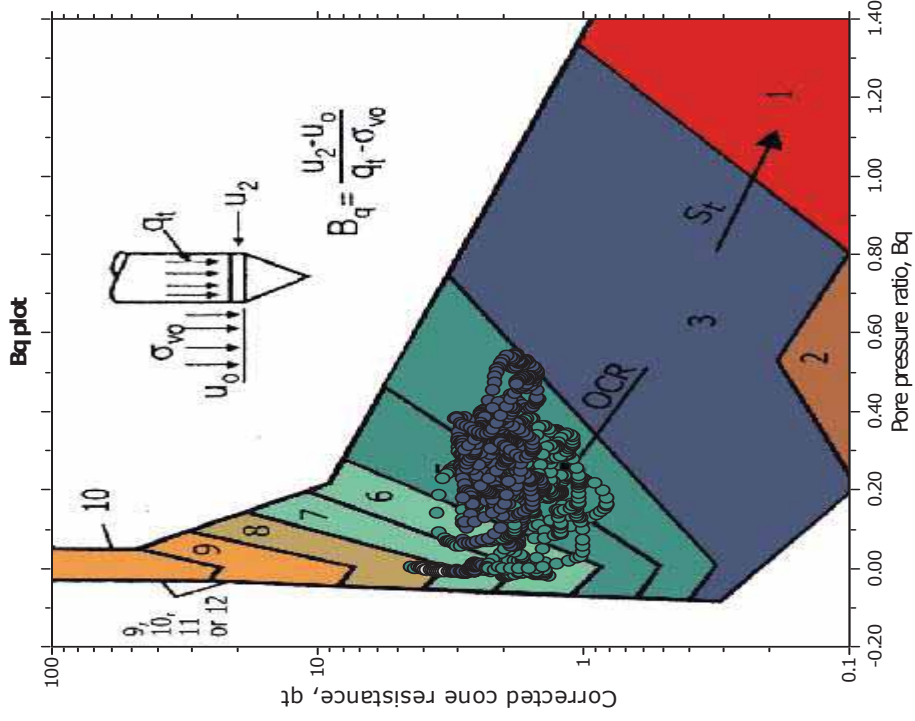 Bq plot
Corrected cone resistance, qt
100
10
1
0.1
-0.20
0.00
0.20
0.40
0.60
0.80
1.00
1.20
1.40
Pore pressure ratio, Bq
10
9,
10,
11
or 12
9
8
7
6
3
2
1
OCR
St
σvo
uo
qt
u2
Bq= u2-uo
qt-σvo